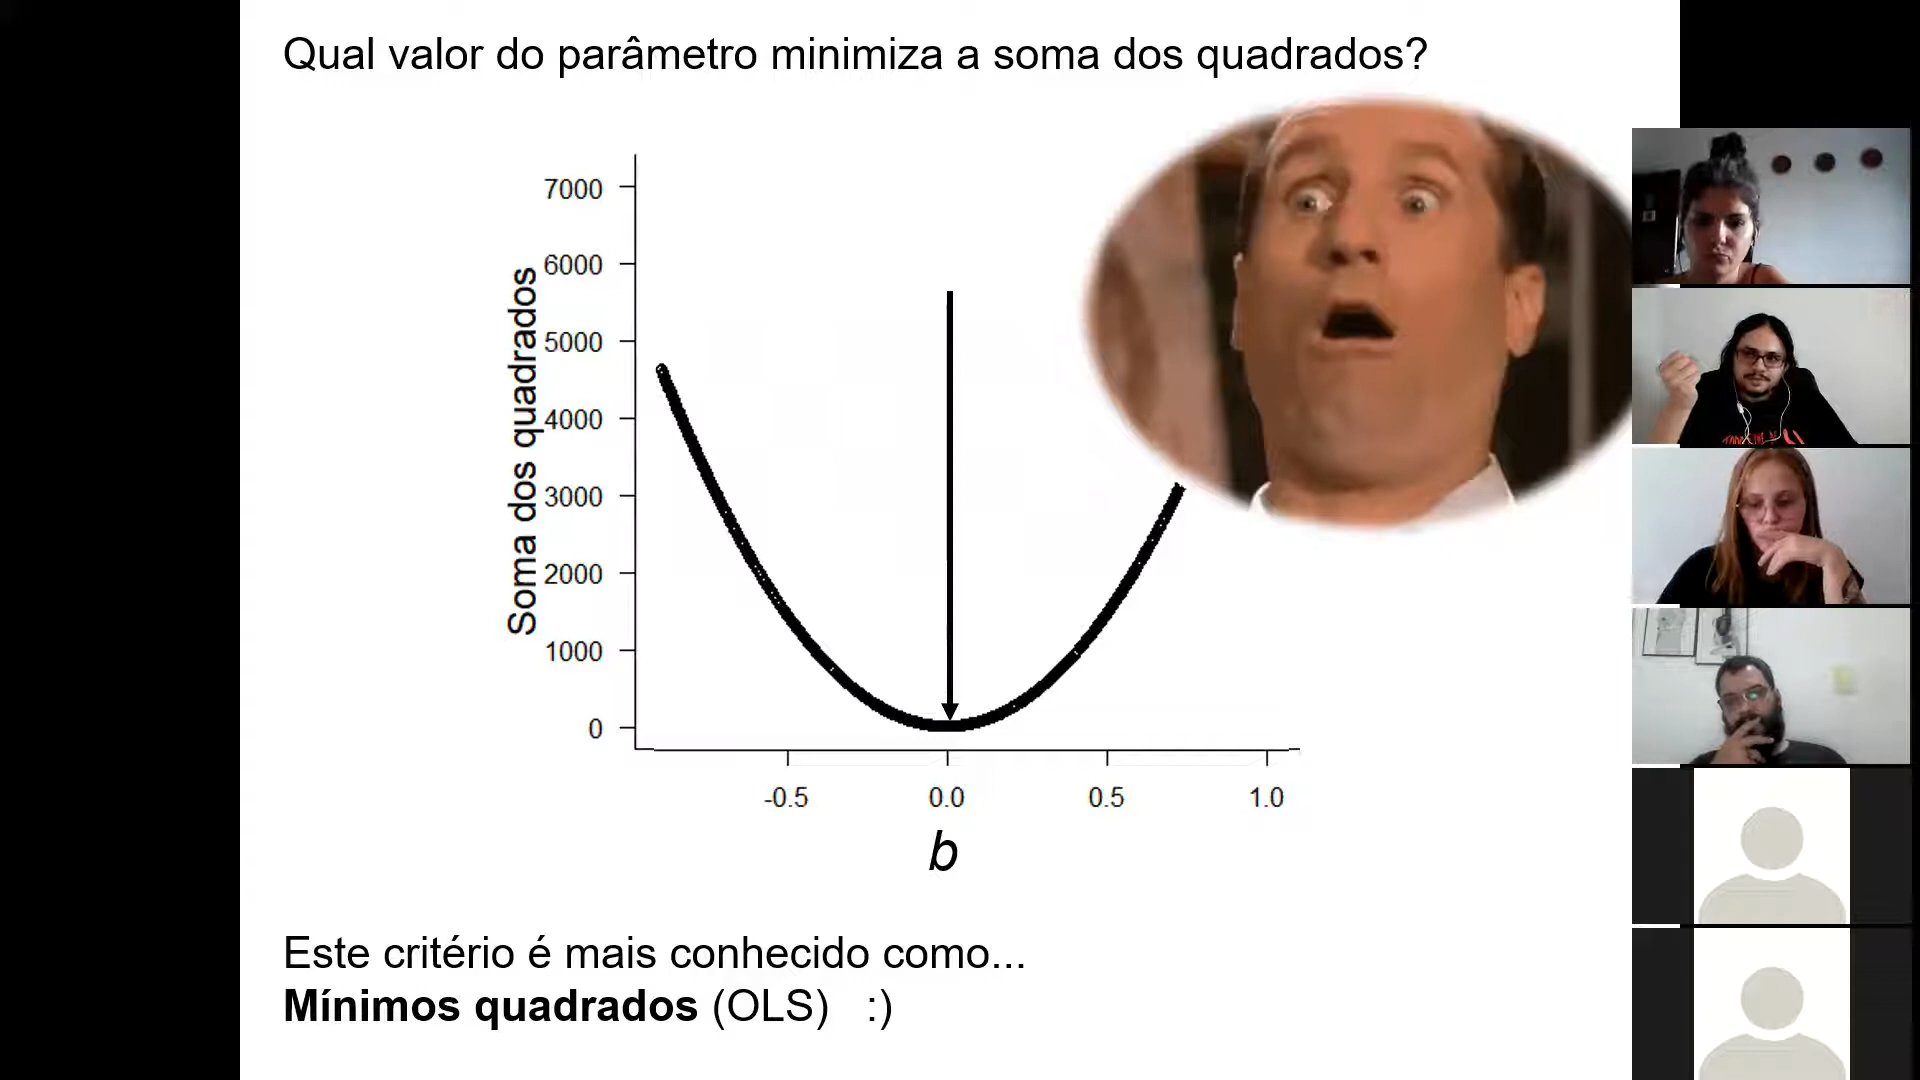 Qual valor do parâmetro minimiza a soma dos quadrados?
Soma dos quadrados
7000
6000
5000
4000
3000
2000
1000
0
-0.5 0.0 0.5 1.0
b
Este critério é mais conhecido como...
Mínimos quadrados (OLS) :)